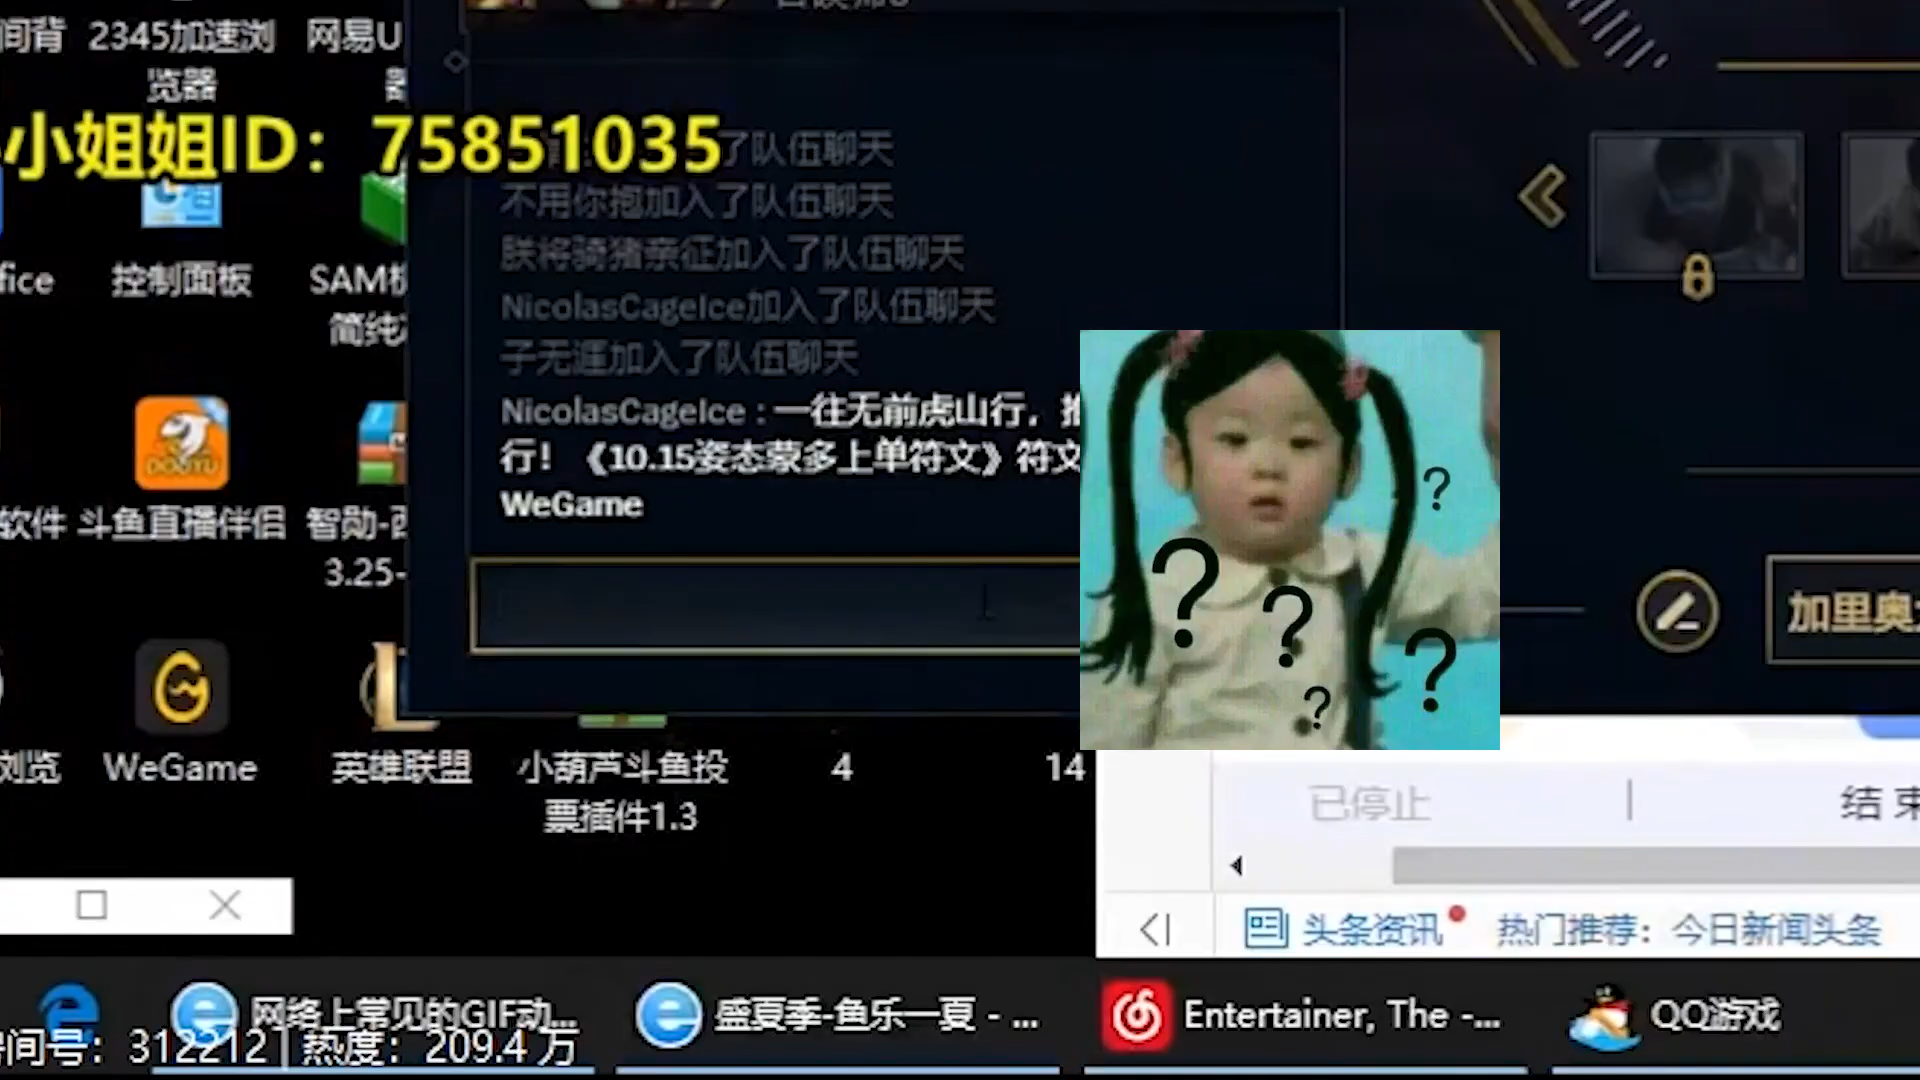 间背
2345加速浏
览器
网易U
小姐姐ID：75851035
了队伍聊天
不用你抱加入了队伍聊天
朕将骑猪亲征加入了队伍聊天
NicolasCageIce加入了队伍聊天
子无涯加入了队伍聊天
NicolasCageIce : 一往无前虎山行，
行！《10.15姿态蒙多上单符文》符文
WeGame
fice
控制面板
SAM
简纯
软件
斗鱼直播伴侣
DOUYU
智勋-
3.25-
浏览
WeGame
英雄联盟
小葫芦斗鱼投
票插件1.3
4
14
?
?
?
?
?
加里奥
已停止
结束
头条资讯
热门推荐：今日新闻头条
网络上常见的GIF动...
盛夏季-鱼乐一夏 - ...
Entertainer, The -...
QQ游戏
间号：312212 | 热度：209.4 万